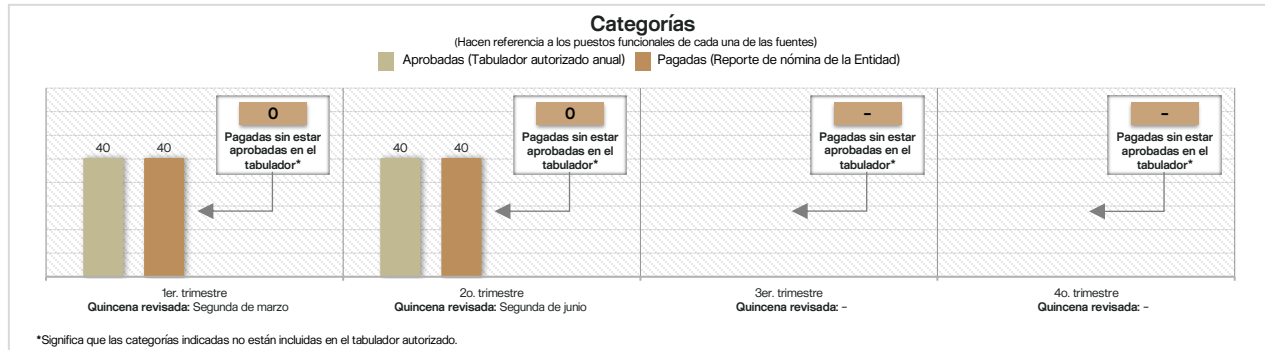 Categorías
(Hacen referencia a los puestos funcionales de cada una de las fuentes)
Aprobadas (Tabulador autorizado anual) Pagadas (Reporte de nómina de la Entidad)
0
Pagadas sin estar
aprobadas en el
tabulador*
40 40
1er. trimestre
Quincena revisada: Segunda de marzo
0
Pagadas sin estar
aprobadas en el
tabulador*
40 40
2o. trimestre
Quincena revisada: Segunda de junio
-
Pagadas sin estar
aprobadas en el
tabulador*
3er. trimestre
Quincena revisada: -
-
Pagadas sin estar
aprobadas en el
tabulador*
4o. trimestre
Quincena revisada: -
*Significa que las categorías indicadas no están incluidas en el tabulador autorizado.